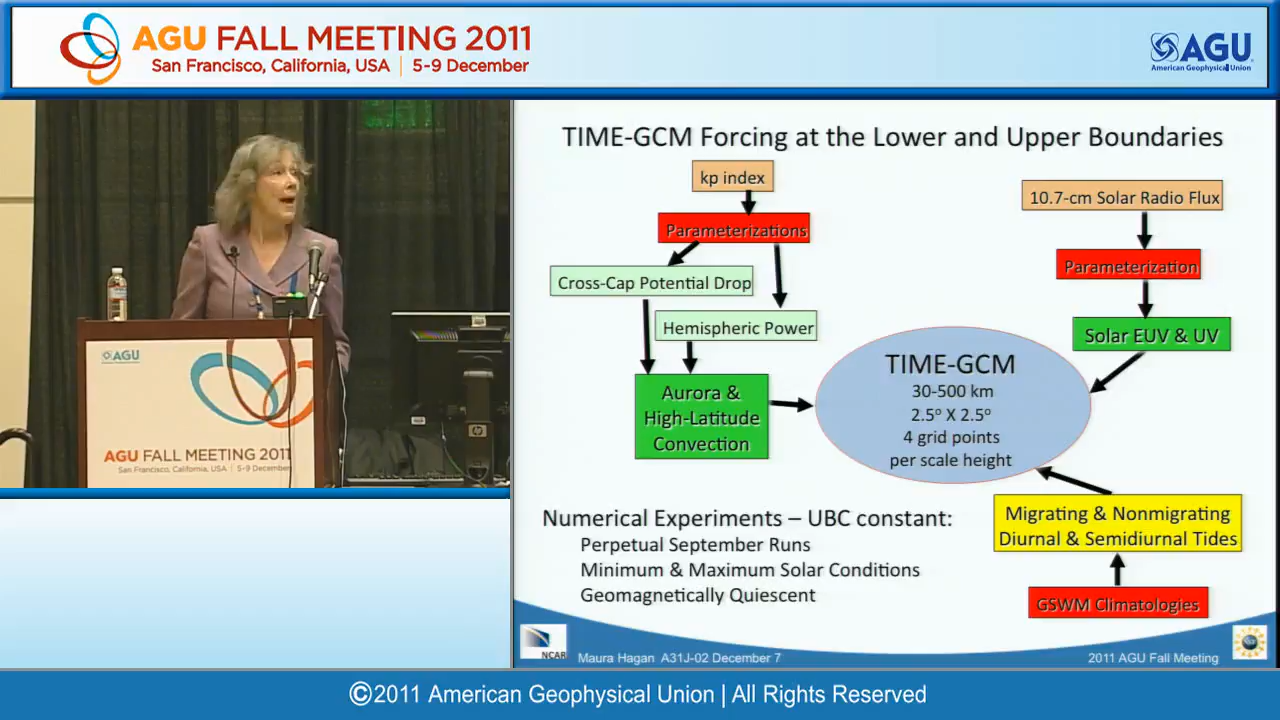 AGU FALL MEETING 2011
San Francisco, California, USA | 5-9 December
AGU
American Geophysical Union
TIME-GCM Forcing at the Lower and Upper Boundaries
kp index
10.7-cm Solar Radio Flux
Parameterizations
Parameterization
Cross-Cap Potential Drop
Hemispheric Power
Solar EUV & UV
TIME-GCM
30-500 km
2.5° X 2.5°
4 grid points
per scale height
Aurora &
High-Latitude
Convection
Migrating & Nonmigrating
Diurnal & Semidiurnal Tides
GSWM Climatologies
Numerical Experiments – UBC constant:
Perpetual September Runs
Minimum & Maximum Solar Conditions
Geomagnetically Quiescent
NCAR
Maura Hagan A31J-02 December 7
2011 AGU Fall Meeting
AGU
AGU FALL MEETING 2011
San Francisco, California, USA | 5-9 December
hp
©2011 American Geophysical Union | All Rights Reserved